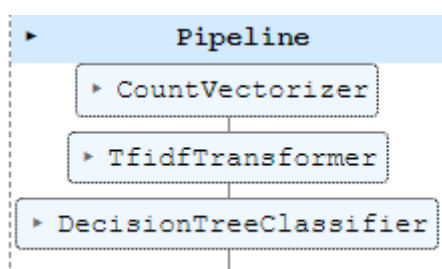 Pipeline
CountVectorizer
TfidfTransformer
DecisionTreeClassifier